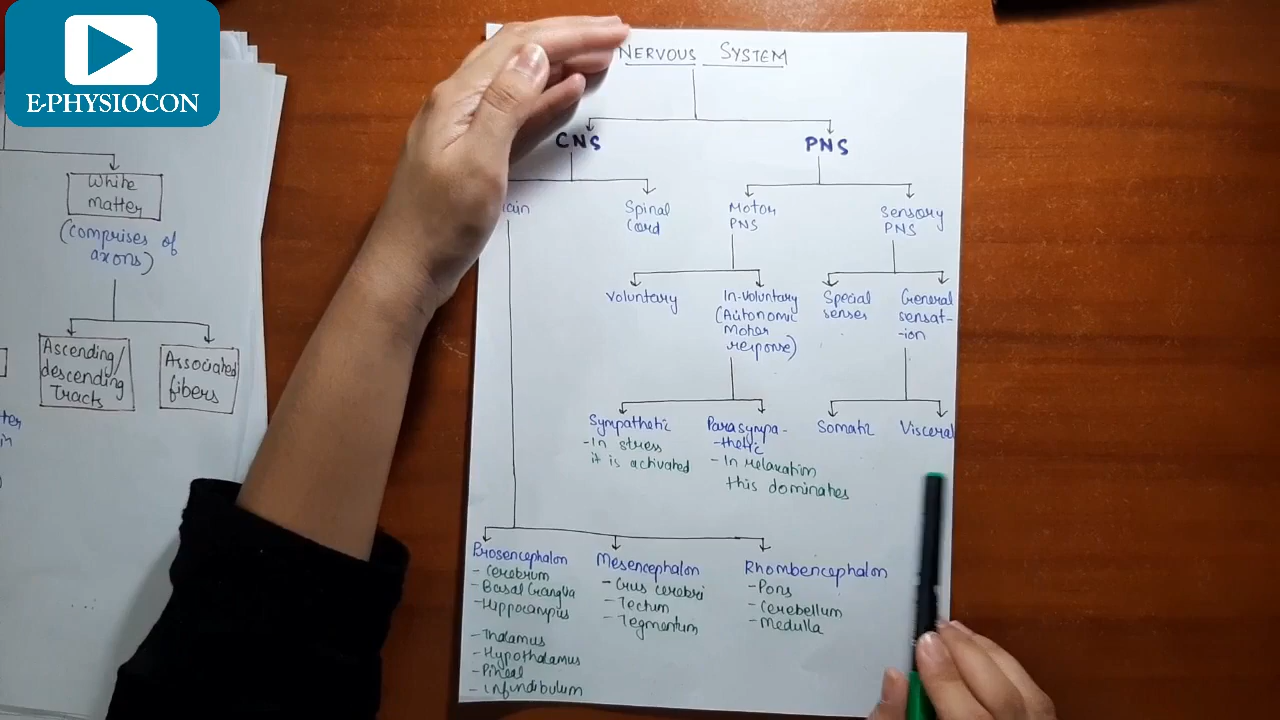 E-PHYSIOCON
White
matter
(comprises of
axons)
Ascending/
descending
Tracts
Associated
fibers
NERVOUS SYSTEM
CNS
PNS
Spinal
Cord
Motor
PNS
Sensory
PNS
Voluntary
In-voluntary
(Autonomic
Motor
response)
Special
senses
General
sensat-
-ion
Sympathetic
-In stress
it is activated
Parasympa-
-thetic
-In relaxation
this dominates
Somatic
Visceral
Prosencephalon
-Cerebrum
-Basal Ganglia
-Hippocampus
-Thalamus
-Hypothalamus
-Pineal
-Infindibulum
Mesencephalon
-Crus cerebri
-Tectum
-Tegmentum
Rhombencephalon
-Pons
-Cerebellum
-Medulla